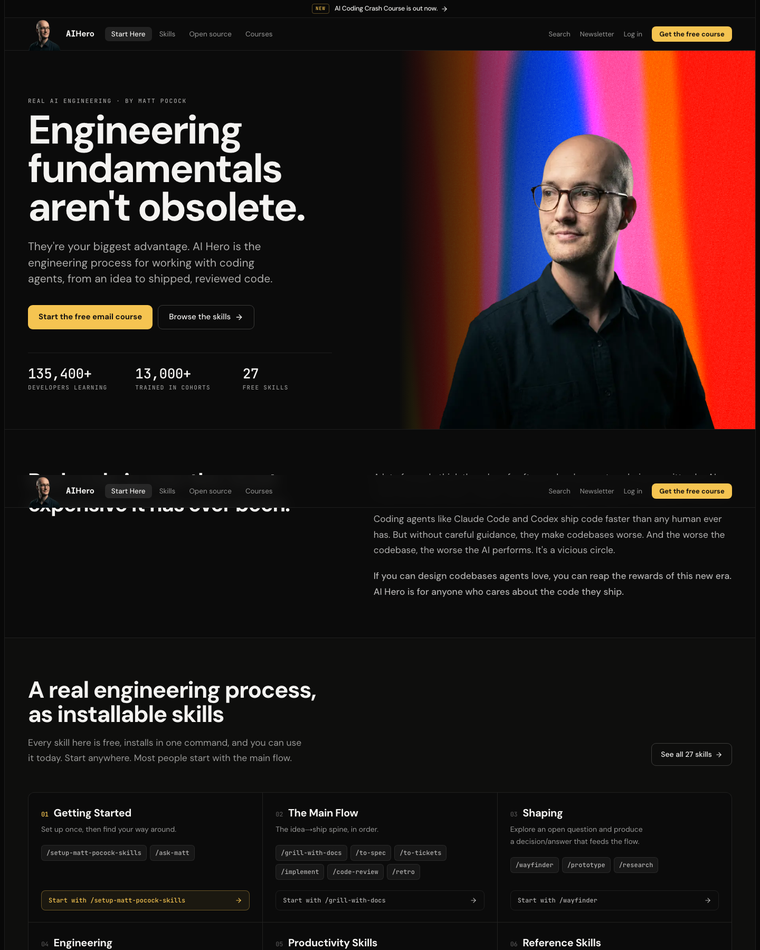 NEW AI Coding Crash Course is out now. →
AIHero Start Here Skills Open source Courses Search Newsletter Log in Get the free course
REAL AI ENGINEERING · BY MATT POCOCK
Engineering
fundamentals
aren't obsolete.
They're your biggest advantage. AI Hero is the
engineering process for working with coding
agents, from an idea to shipped, reviewed code.
Start the free email course Browse the skills →
135,400+ 13,000+ 27
DEVELOPERS LEARNING TRAINED IN COHORTS FREE SKILLS
AIHero Start Here Skills Open source Courses Search Newsletter Log in Get the free course
expensive it has ever been.
Coding agents like Claude Code and Codex ship code faster than any human ever
has. But without careful guidance, they make codebases worse. And the worse the
codebase, the worse the AI performs. It's a vicious circle.
If you can design codebases agents love, you can reap the rewards of this new era.
AI Hero is for anyone who cares about the code they ship.
A real engineering process,
as installable skills
Every skill here is free, installs in one command, and you can use
it today. Start anywhere. Most people start with the main flow.
See all 27 skills →
01 Getting Started
Set up once, then find your way around.
/setup-matt-pocock-skills /ask-matt
Start with /setup-matt-pocock-skills →
02 The Main Flow
The idea→ship spine, in order.
/grill-with-docs /to-spec /to-tickets
/implement /code-review /retro
Start with /grill-with-docs →
03 Shaping
Explore an open question and produce
a decision/answer that feeds the flow.
/wayfinder /prototype /research
Start with /wayfinder →
04 Engineering
05 Productivity Skills
06 Reference Skills